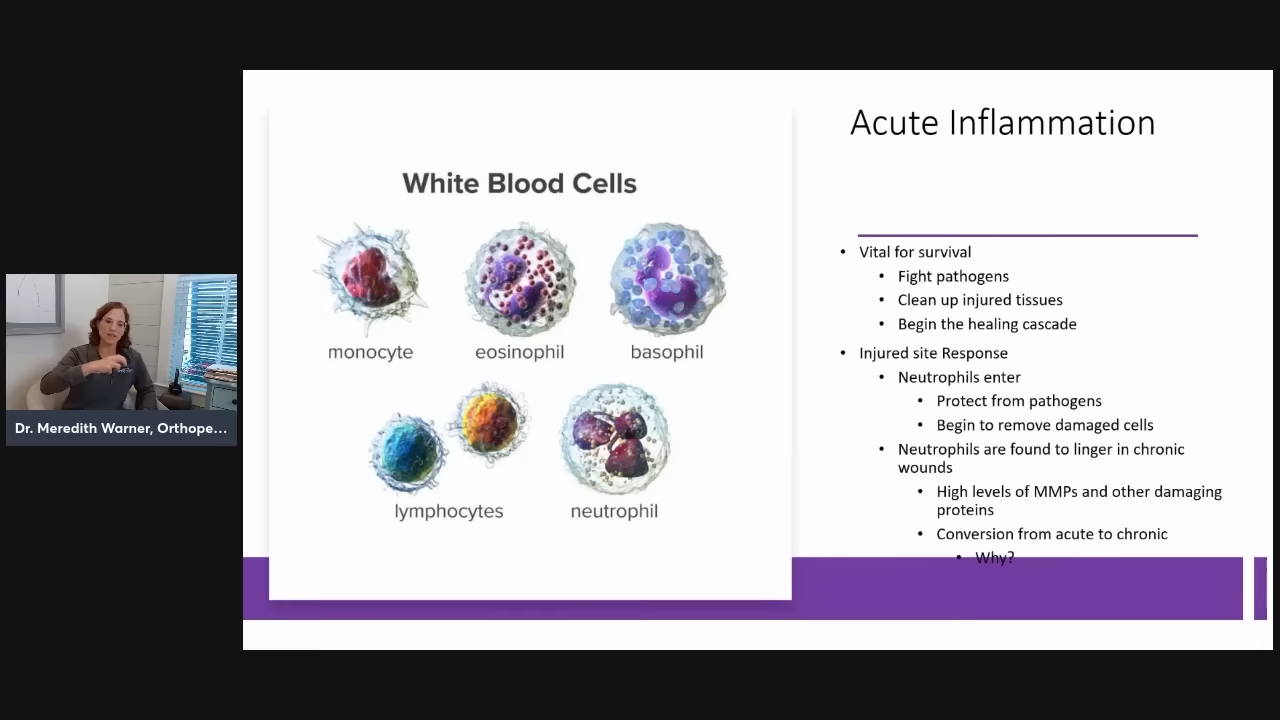 Acute Inflammation
White Blood Cells
monocyte
eosinophil
basophil
lymphocytes
neutrophil
• Vital for survival
• Fight pathogens
• Clean up injured tissues
• Begin the healing cascade
• Injured site Response
• Neutrophils enter
• Protect from pathogens
• Begin to remove damaged cells
• Neutrophils are found to linger in chronic
wounds
• High levels of MMPs and other damaging
proteins
• Conversion from acute to chronic
• Why?
Dr. Meredith Warner, Orthope...